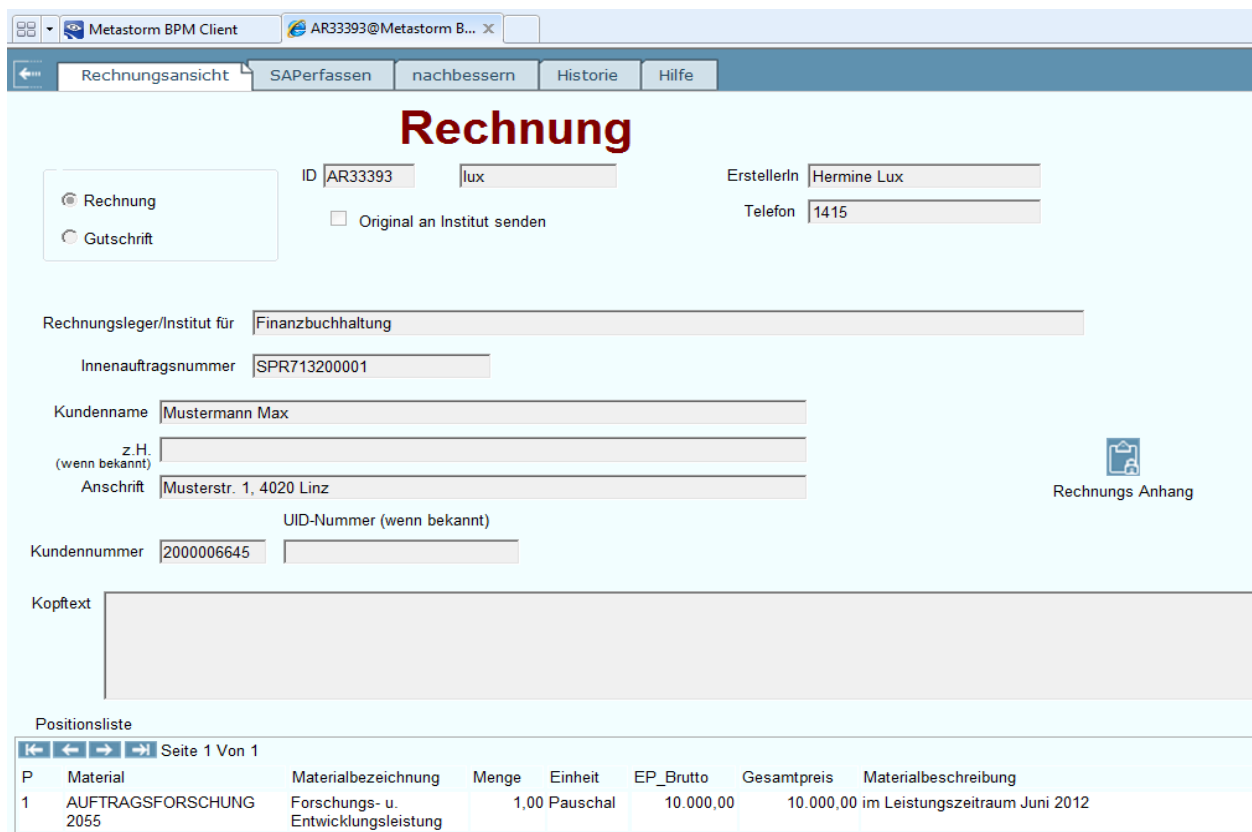 Metastorm BPM Client AR33393@Metastorm B... X
Rechnungsansicht SAPerfassen nachbessern Historie Hilfe
Rechnung
ID AR33393 lux ErstellerIn Hermine Lux
Rechnung
Original an Institut senden Telefon 1415
Gutschrift
Rechnungsleger/Institut für Finanzbuchhaltung
Innenauftragsnummer SPR713200001
Kundenname Mustermann Max
z.H.
(wenn bekannt)
Anschrift Musterstr. 1, 4020 Linz
Rechnungs Anhang
UID-Nummer (wenn bekannt)
Kundennummer 2000006645
Kopftext
Positionsliste
Seite 1 Von 1
P Material Materialbezeichnung Menge Einheit EP_Brutto Gesamtpreis Materialbeschreibung
1 AUFTRAGSFORSCHUNG Forschungs- u. 1,00 Pauschal 10.000,00 10.000,00 im Leistungszeitraum Juni 2012
2055 Entwicklungsleistung